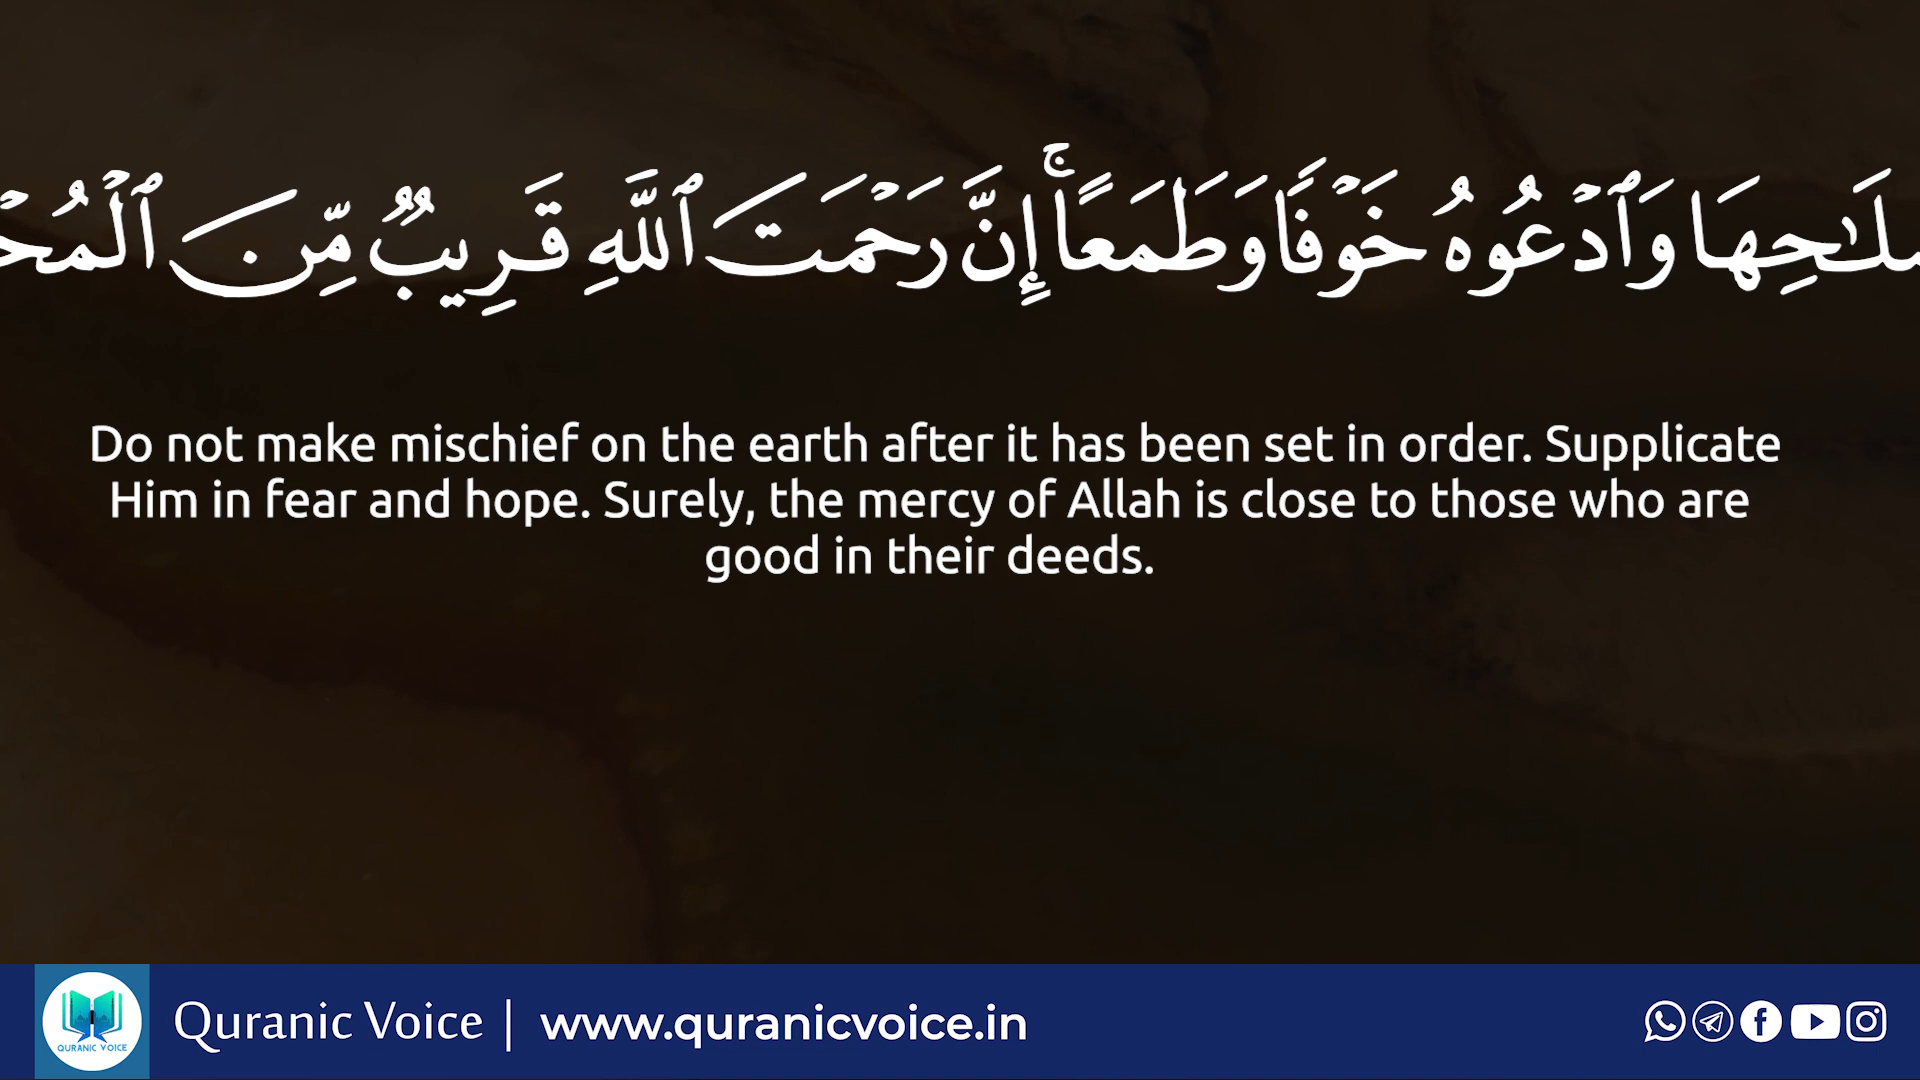 وَٱدْعُوهُ خَوْفًا وَطَمَعًا ۚ إِنَّ رَحْمَتَ ٱللَّهِ قَرِيبٌ مِّنَ
Do not make mischief on the earth after it has been set in order. Supplicate
Him in fear and hope. Surely, the mercy of Allah is close to those who are
good in their deeds.
QURANIC VOICE
Quranic Voice | www.quranicvoice.in